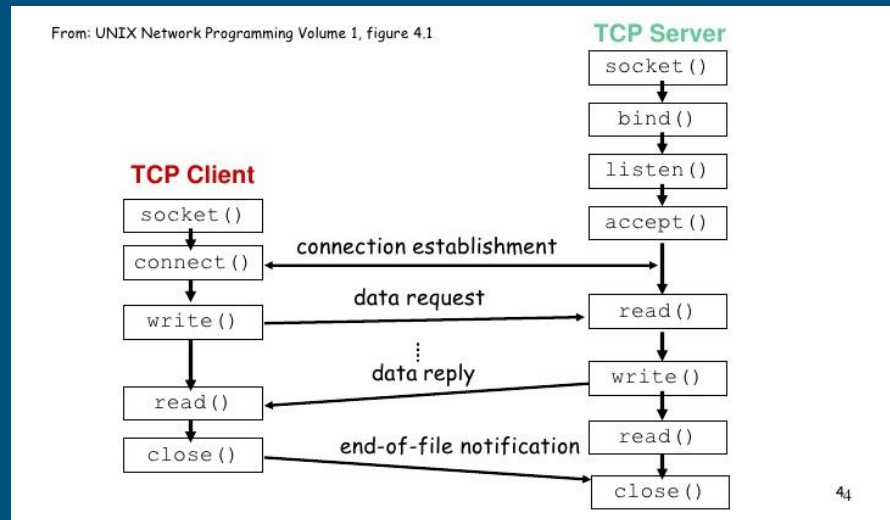 From: UNIX Network Programming Volume 1, figure 4.1
TCP Server
socket()
bind()
listen()
accept()
TCP Client
socket()
connect()
connection establishment
write()
data request
read()
data reply
write()
read()
read()
close()
end-of-file notification
close()
44